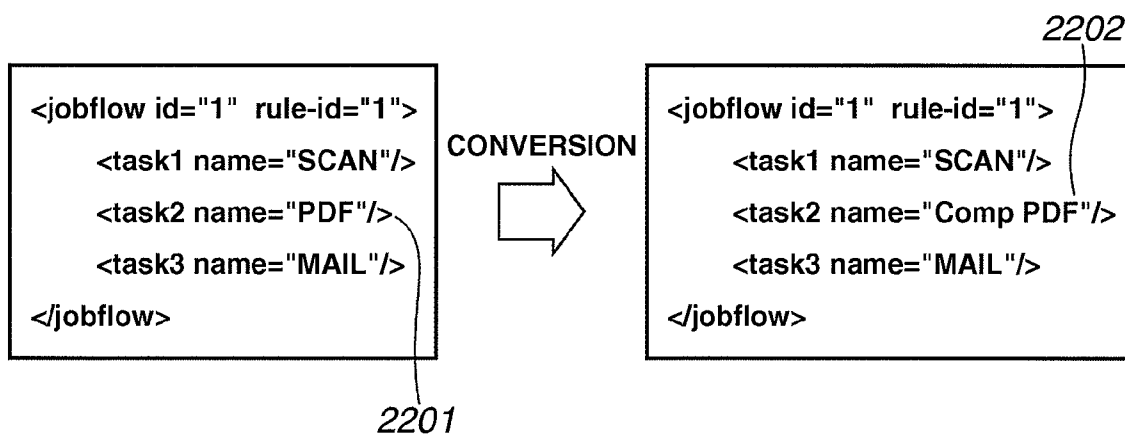 2202
<jobflow id="1" rule-id="1">
<task1 name="SCAN"/>
<task2 name="PDF"/>
<task3 name="MAIL"/>
</jobflow>
2201
CONVERSION
<jobflow id="1" rule-id="1">
<task1 name="SCAN"/>
<task2 name="Comp PDF"/>
<task3 name="MAIL"/>
</jobflow>